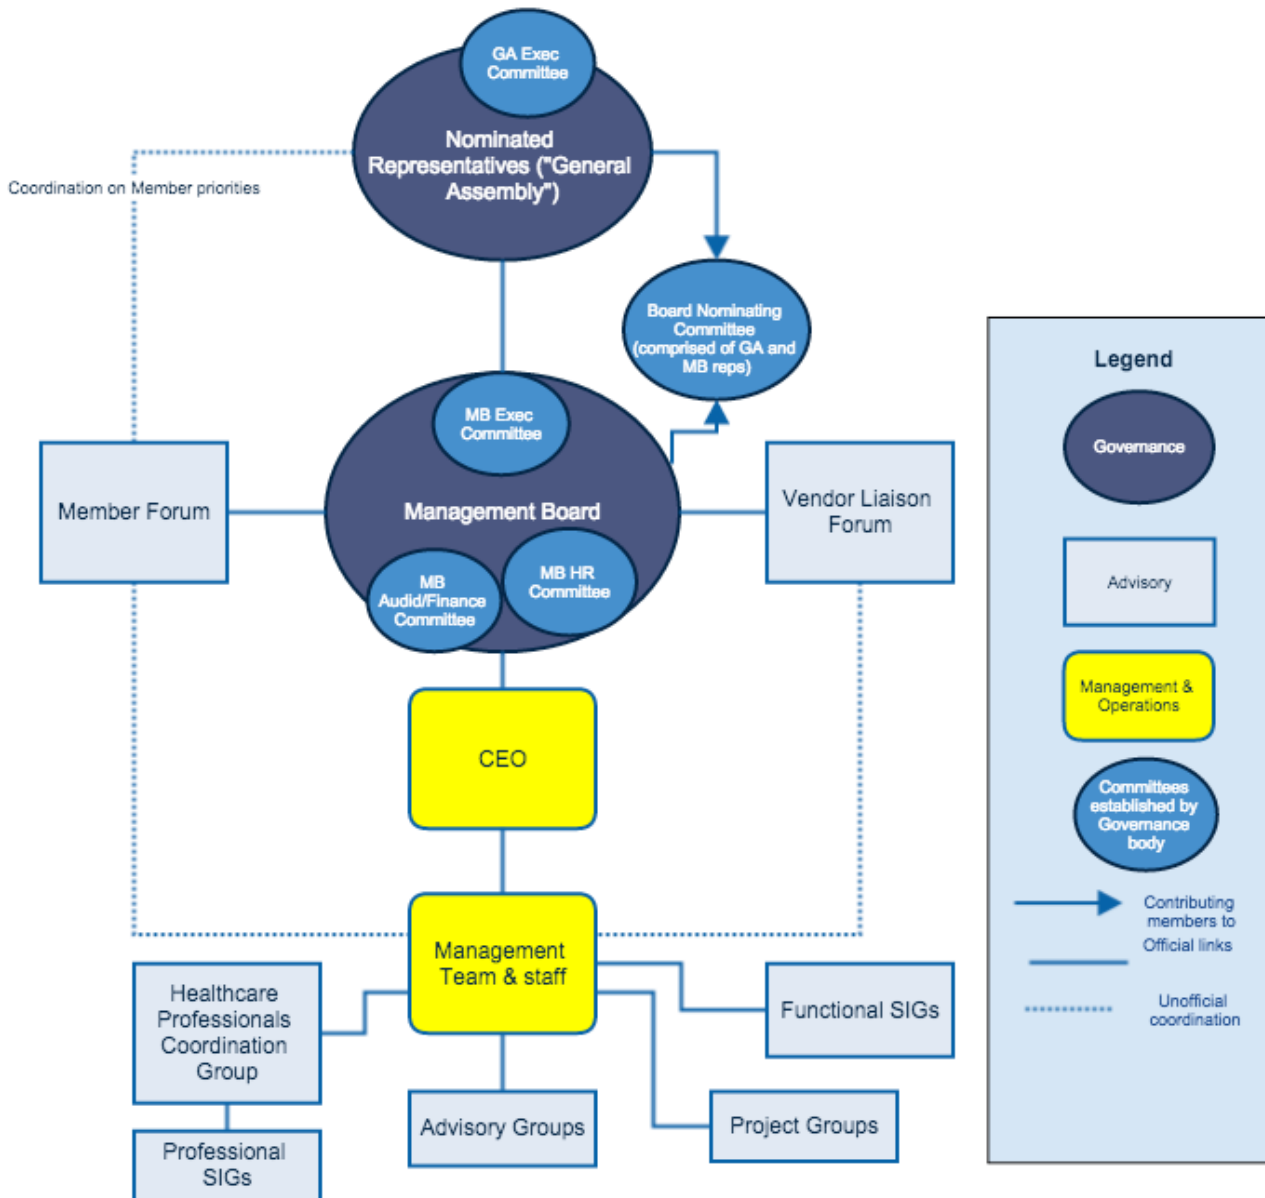 GA Exec
Committee
Nominated
Representatives ("General
Assembly")
Coordination on Member priorities
Board Nominating
Committee
(comprised of GA and
MB reps)
MB Exec
Committee
Member Forum
Management Board
Vendor Liaison
Forum
MB
Audid/Finance
Committee
MB HR
Committee
CEO
Management
Team & staff
Healthcare
Professionals
Coordination
Group
Functional SIGs
Advisory Groups
Project Groups
Professional
SIGs
Legend
Governance
Advisory
Management &
Operations
Committees
established by
Governance
body
Contributing
members to
Official links
Unofficial
coordination